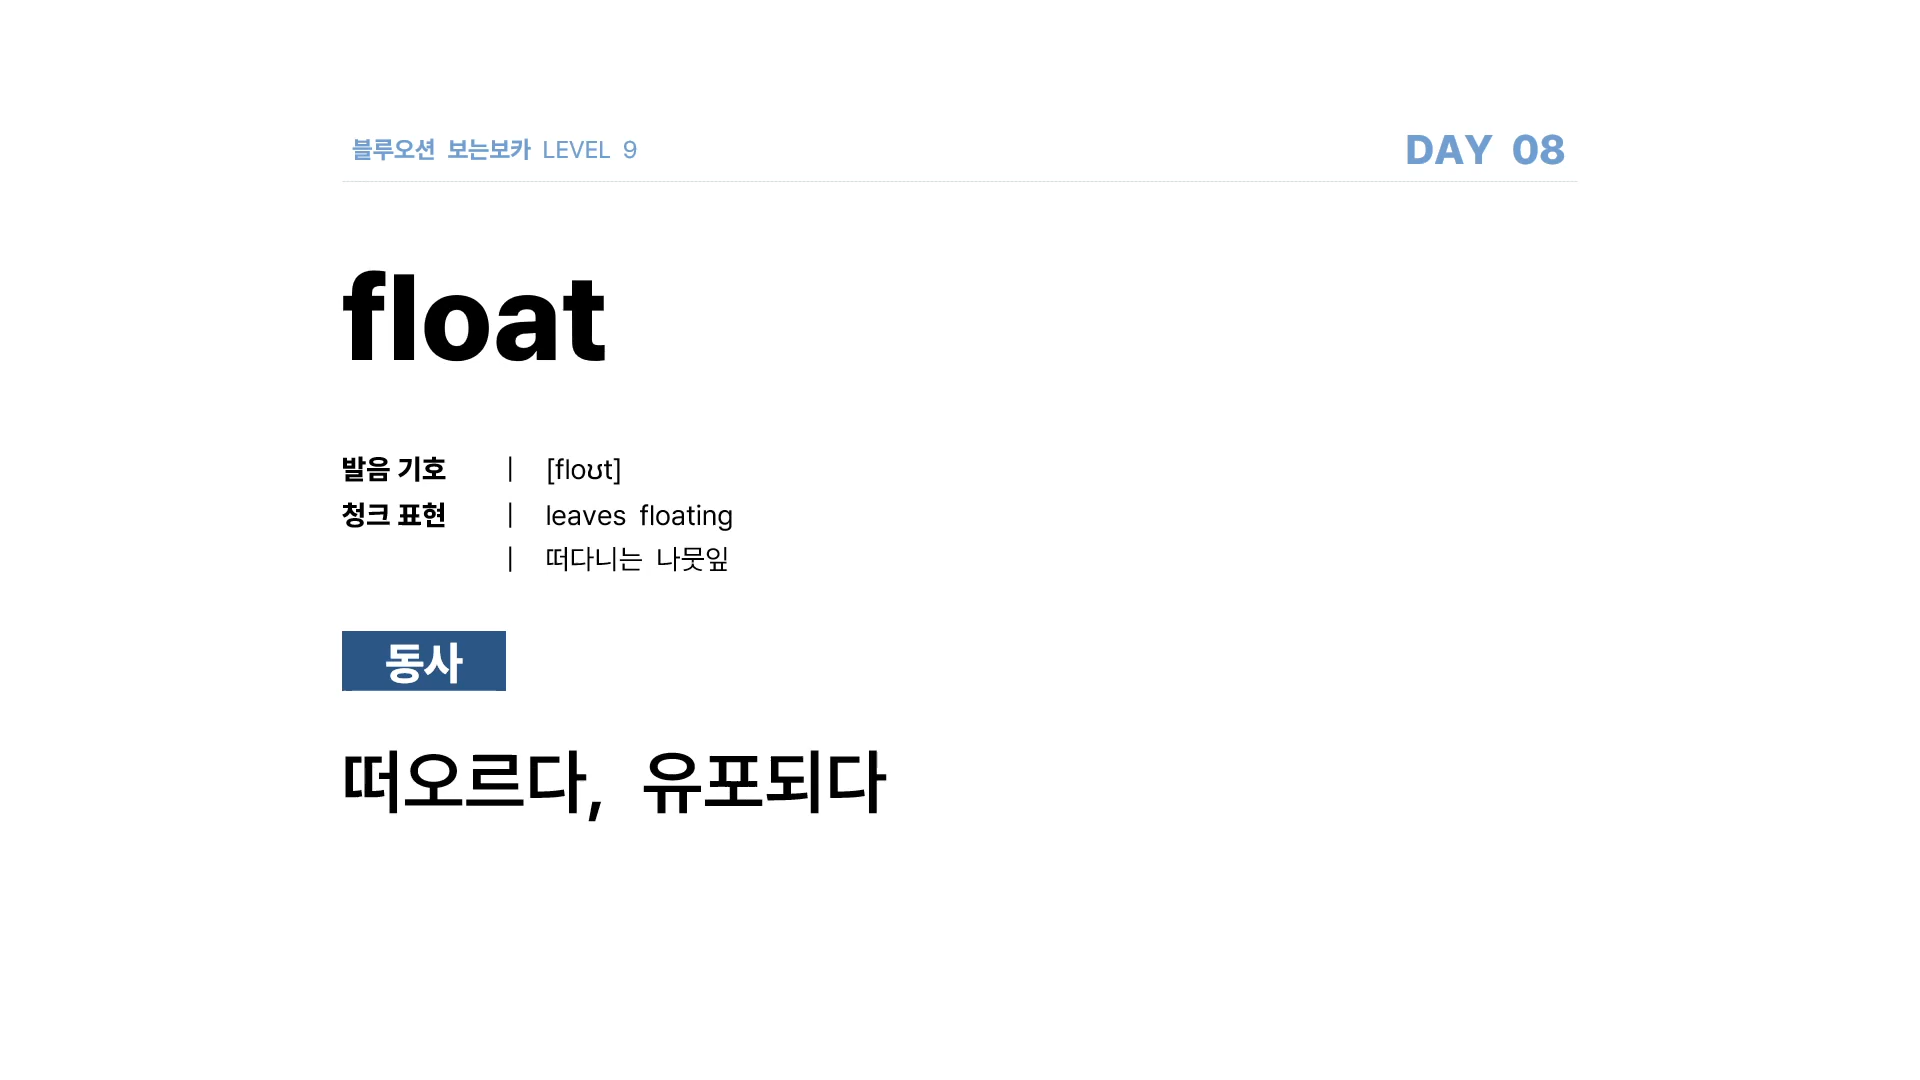 블루오션 보는보카 LEVEL 9
DAY 08
float
발음 기호 | [floʊt]
청크 표현 | leaves floating
| 떠다니는 나뭇잎
동사
떠오르다, 유포되다